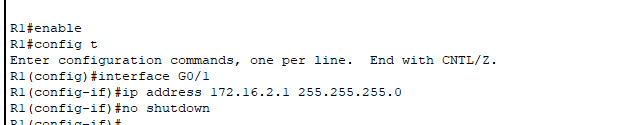 R1#enable
R1#config t
Enter configuration commands, one per line.  End with CNTL/Z.
R1(config)#interface G0/1
R1(config-if)#ip address 172.16.2.1 255.255.255.0
R1(config-if)#no shutdown
R1(config-if)#